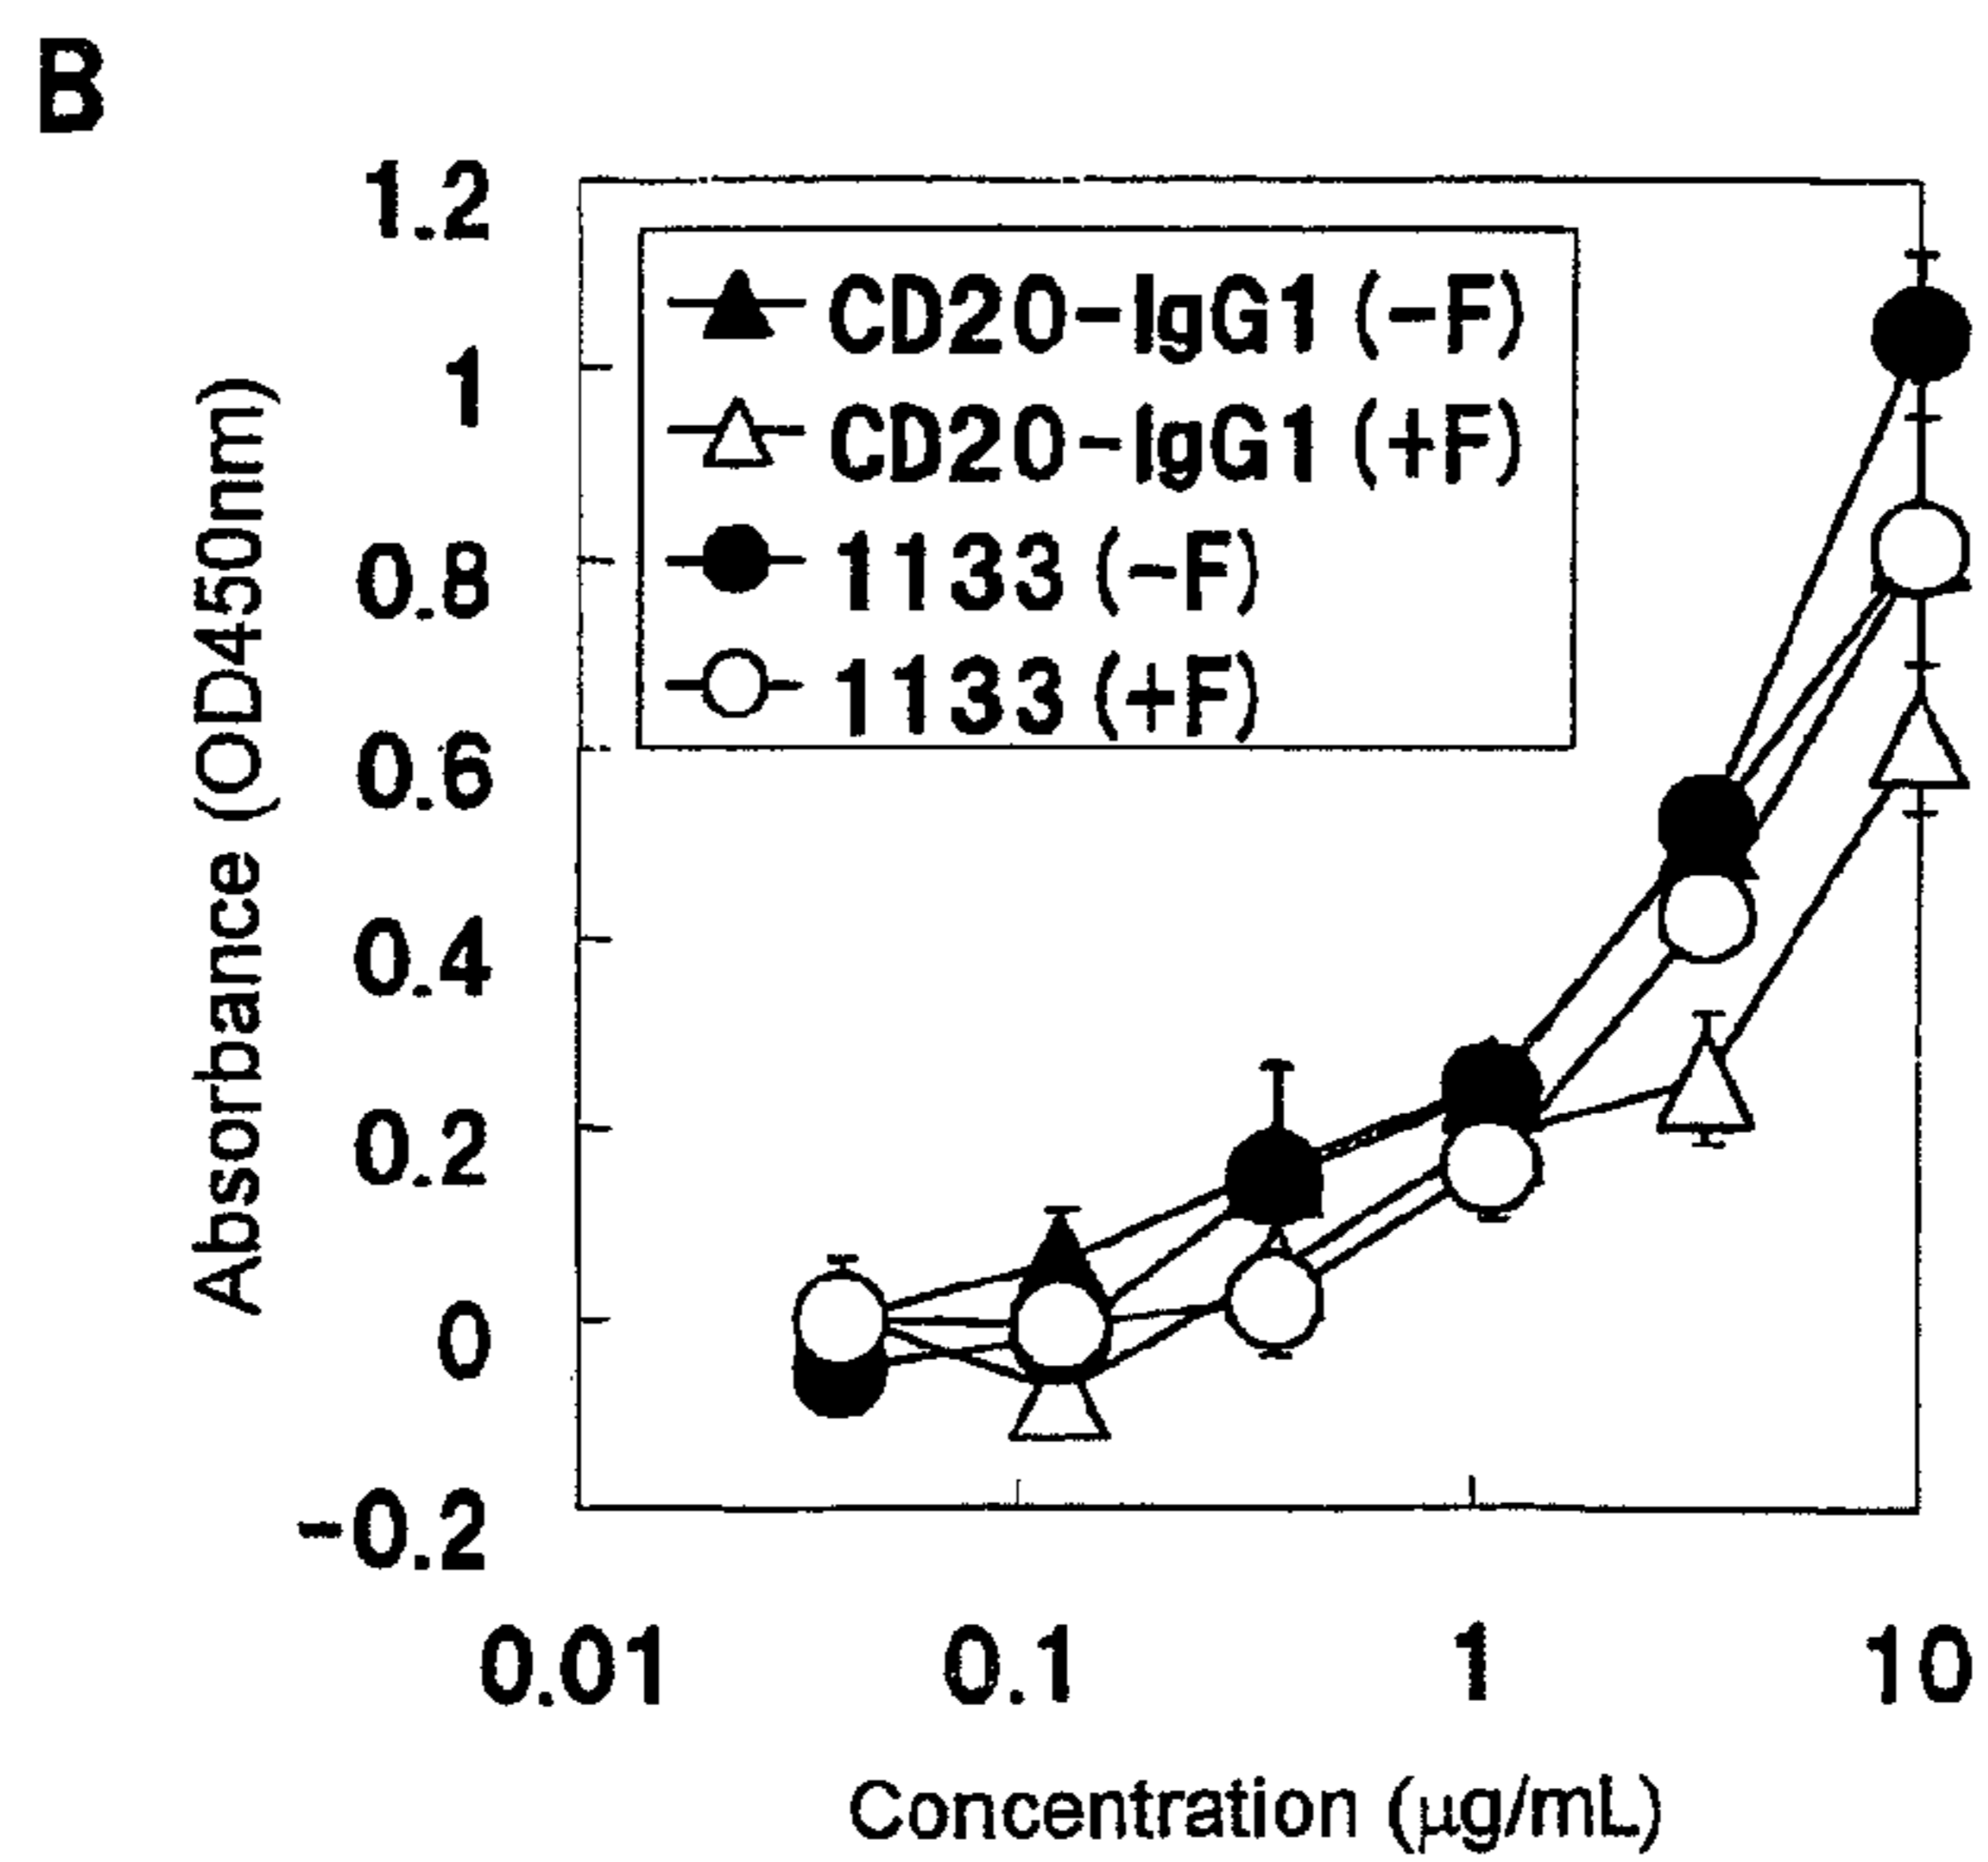 B
1.2
1
0.8
0.6
0.4
0.2
0
-0.2
Absorbance (OD450nm)
CD20-IgG1 (-F)
CD20-IgG1 (+F)
1133 (-F)
1133 (+F)
0.01 0.1 1 10
Concentration (μg/mL)